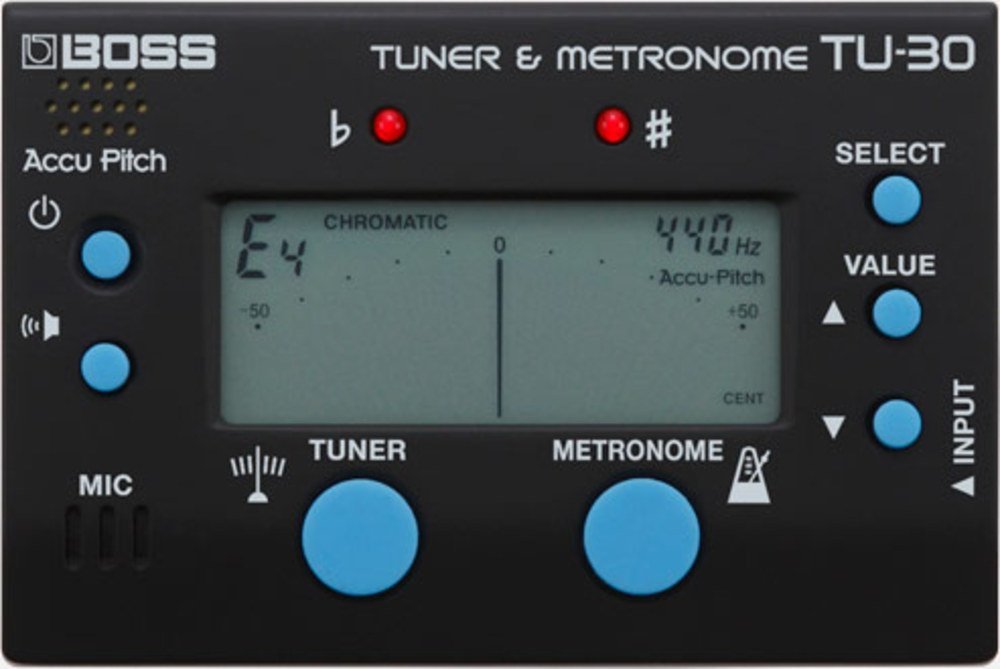 BOSS
TUNER & METRONOME TU-30
♭
♯
Accu Pitch
SELECT
VALUE
▲
▼
▲ INPUT
E4
CHROMATIC
0
440 Hz
Accu-Pitch
-50
+50
CENT
TUNER
METRONOME
MIC